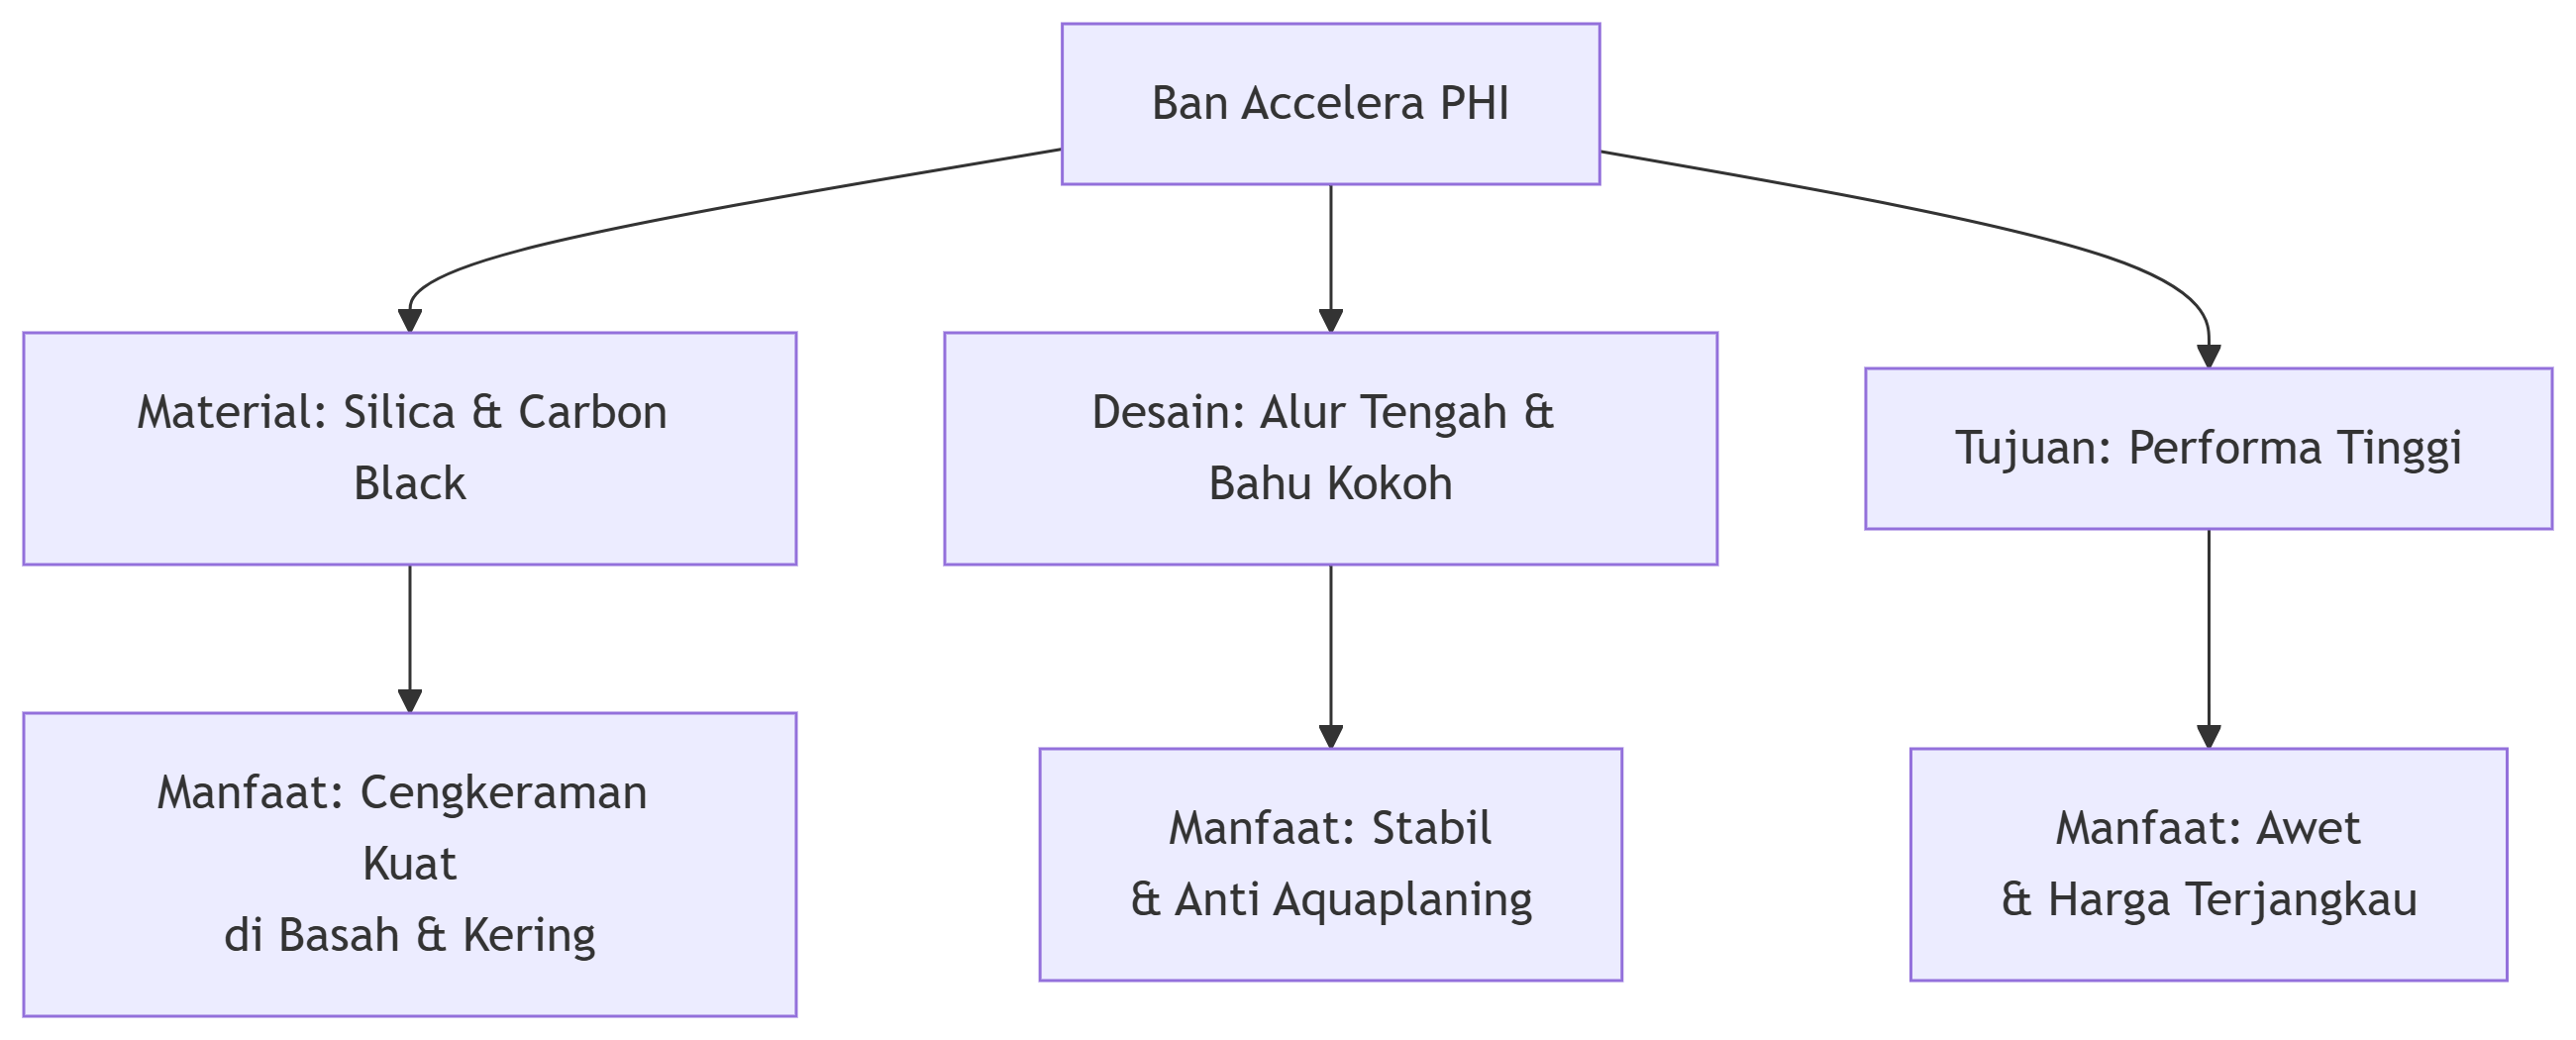 Ban Accelera PHI
Material: Silica & Carbon
Black
Desain: Alur Tengah &
Bahu Kokoh
Tujuan: Performa Tinggi
Manfaat: Cengkeraman
Kuat
di Basah & Kering
Manfaat: Stabil
& Anti Aquaplaning
Manfaat: Awet
& Harga Terjangkau